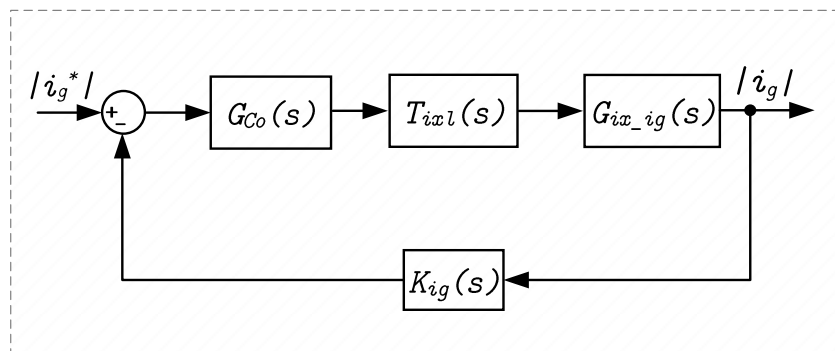 |i_g*|
+
−
G_Co(s)
T_ixl(s)
G_ix_ig(s)
|i_g|
K_ig(s)